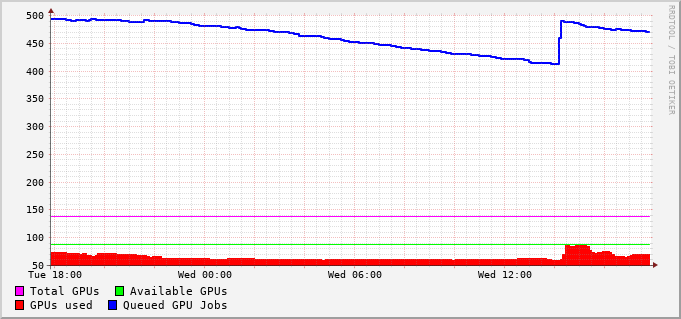 500
450
400
350
300
250
200
150
100
50
Tue 18:00 Wed 00:00 Wed 06:00 Wed 12:00
Total GPUs Available GPUs
GPUs used Queued GPU Jobs
RRDTOOL / TOBI OETIKER